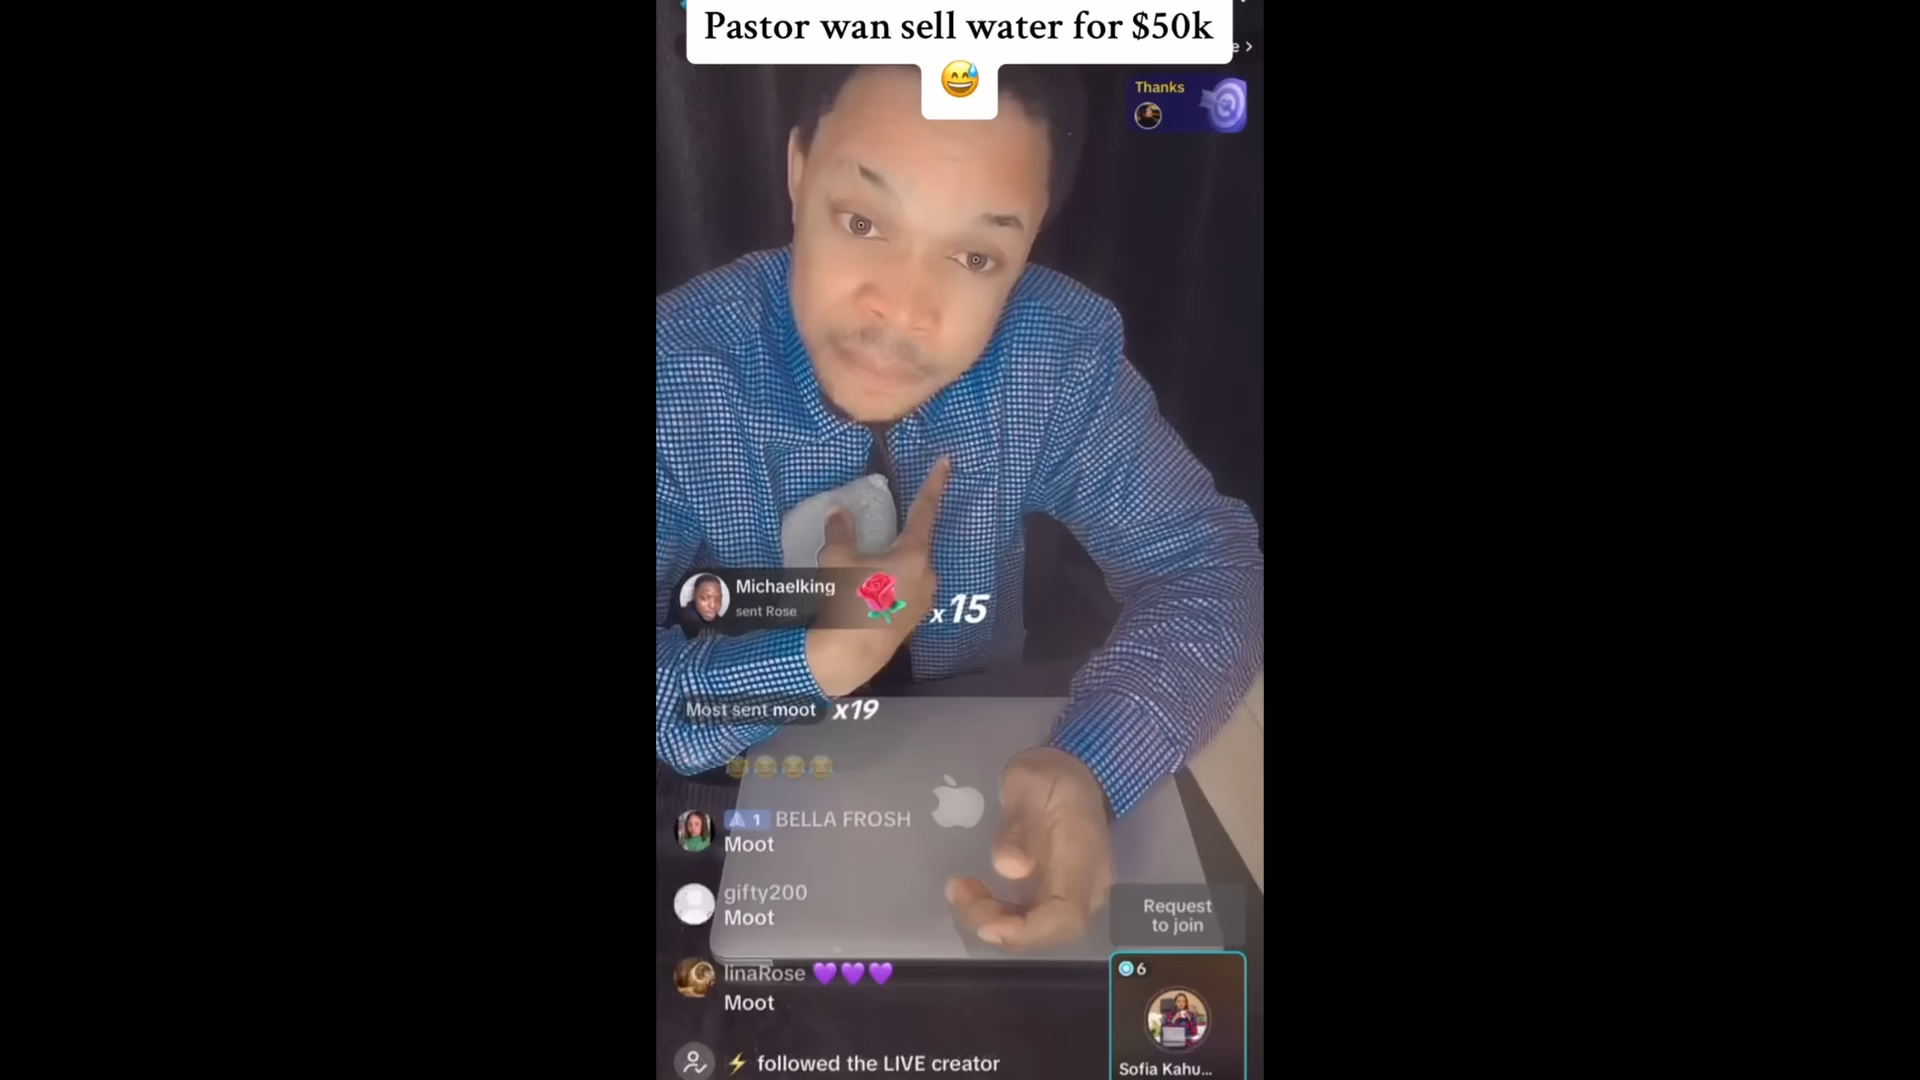 Pastor wan sell water for $50k
😅
e >
Thanks
Michaelking
sent Rose
x15
Most sent moot x19
😂😂😂😂
1 BELLA FROSH
Moot
gifty200
Moot
linaRose 💜💜💜
Moot
Request
to join
6
Sofia Kahu...
⚡ followed the LIVE creator